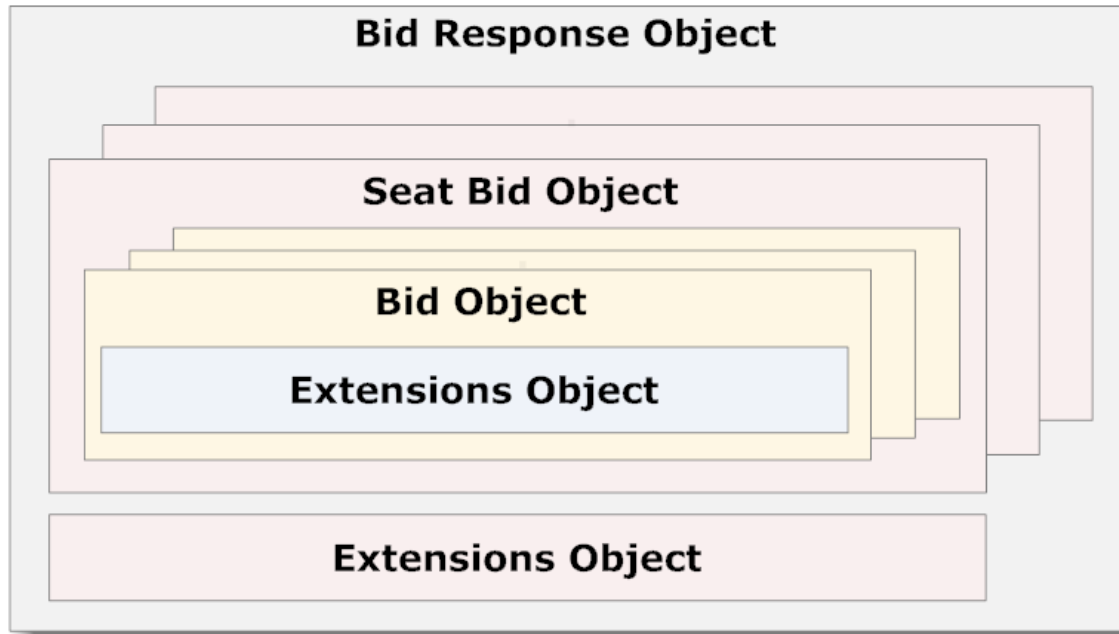 Bid Response Object
Seat Bid Object
Bid Object
Extensions Object
Extensions Object